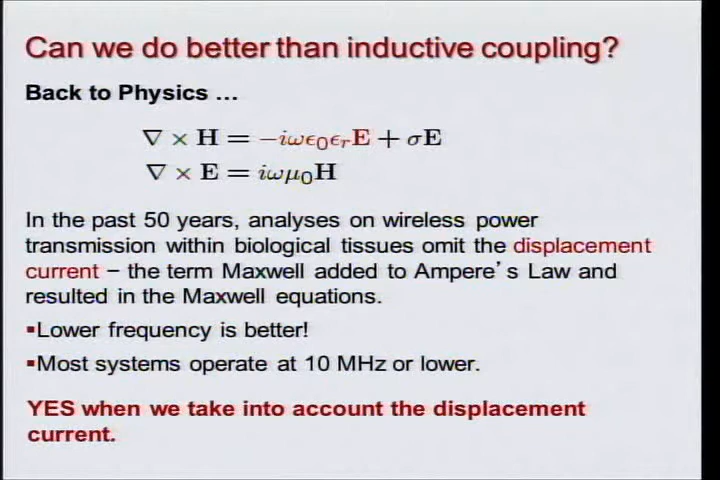 Can we do better than inductive coupling?
Back to Physics …
∇ × H = −iωϵ₀ϵᵣE + σE
∇ × E = iωμ₀H
In the past 50 years, analyses on wireless power
transmission within biological tissues omit the displacement
current – the term Maxwell added to Ampere's Law and
resulted in the Maxwell equations.
▪Lower frequency is better!
▪Most systems operate at 10 MHz or lower.
YES when we take into account the displacement
current.